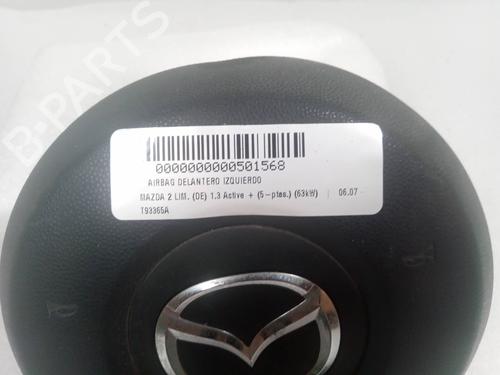 B-PARTS
0000000000501568
AIRBAG DELANTERO IZQUIERDO
MAZDA 2 LIM. (DE) 1.3 Active + (5-ptas.) (63kW) | 06.07 -
T93365A